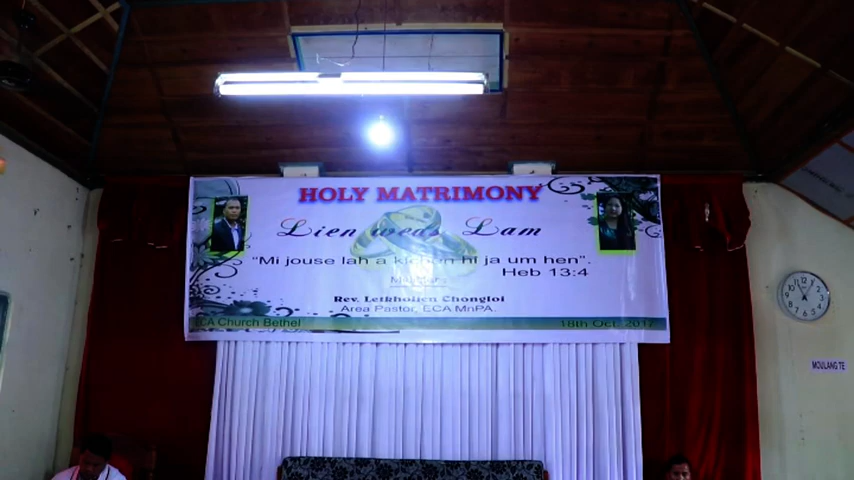 HOLY MATRIMONY
Lien weds Lam
"Mi jouse lah a kichen hi ja um hen".
Heb 13:4
Rev. Letkholien Chongloi
Area Pastor, ECA MnPA.
ECA Church Bethel
18th Oct, 2017
MOULANG TE